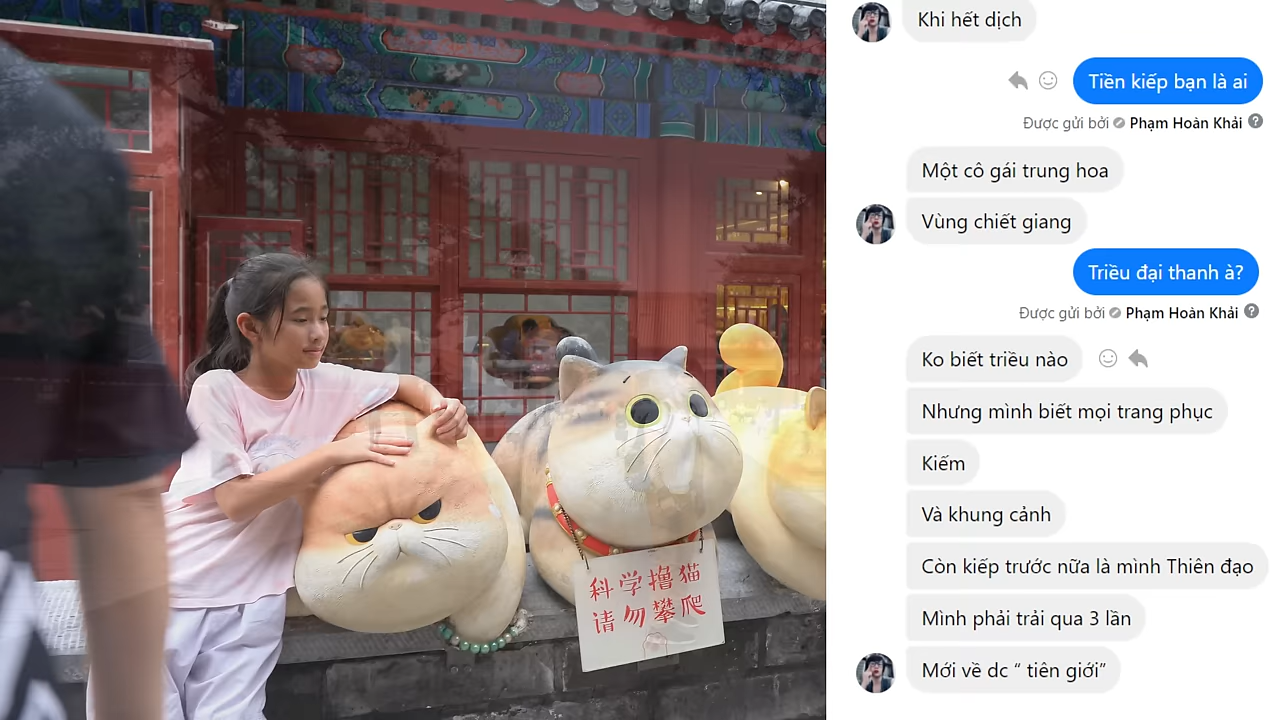 科学撸猫
请勿攀爬
Khi hết dịch
Tiền kiếp bạn là ai
Được gửi bởi Phạm Hoàn Khải
Một cô gái trung hoa
Vùng chiết giang
Triều đại thanh à?
Được gửi bởi Phạm Hoàn Khải
Ko biết triều nào
Nhưng mình biết mọi trang phục
Kiếm
Và khung cảnh
Còn kiếp trước nữa là mình Thiên đạo
Mình phải trải qua 3 lần
Mới về dc “ tiên giới”